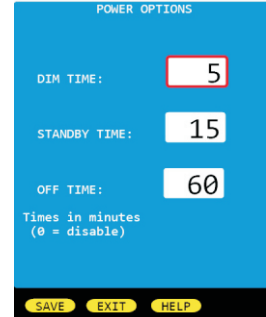 POWER OPTIONS
DIM TIME: 5
STANDBY TIME: 15
OFF TIME: 60
Times in minutes
(0 = disable)
SAVE EXIT HELP